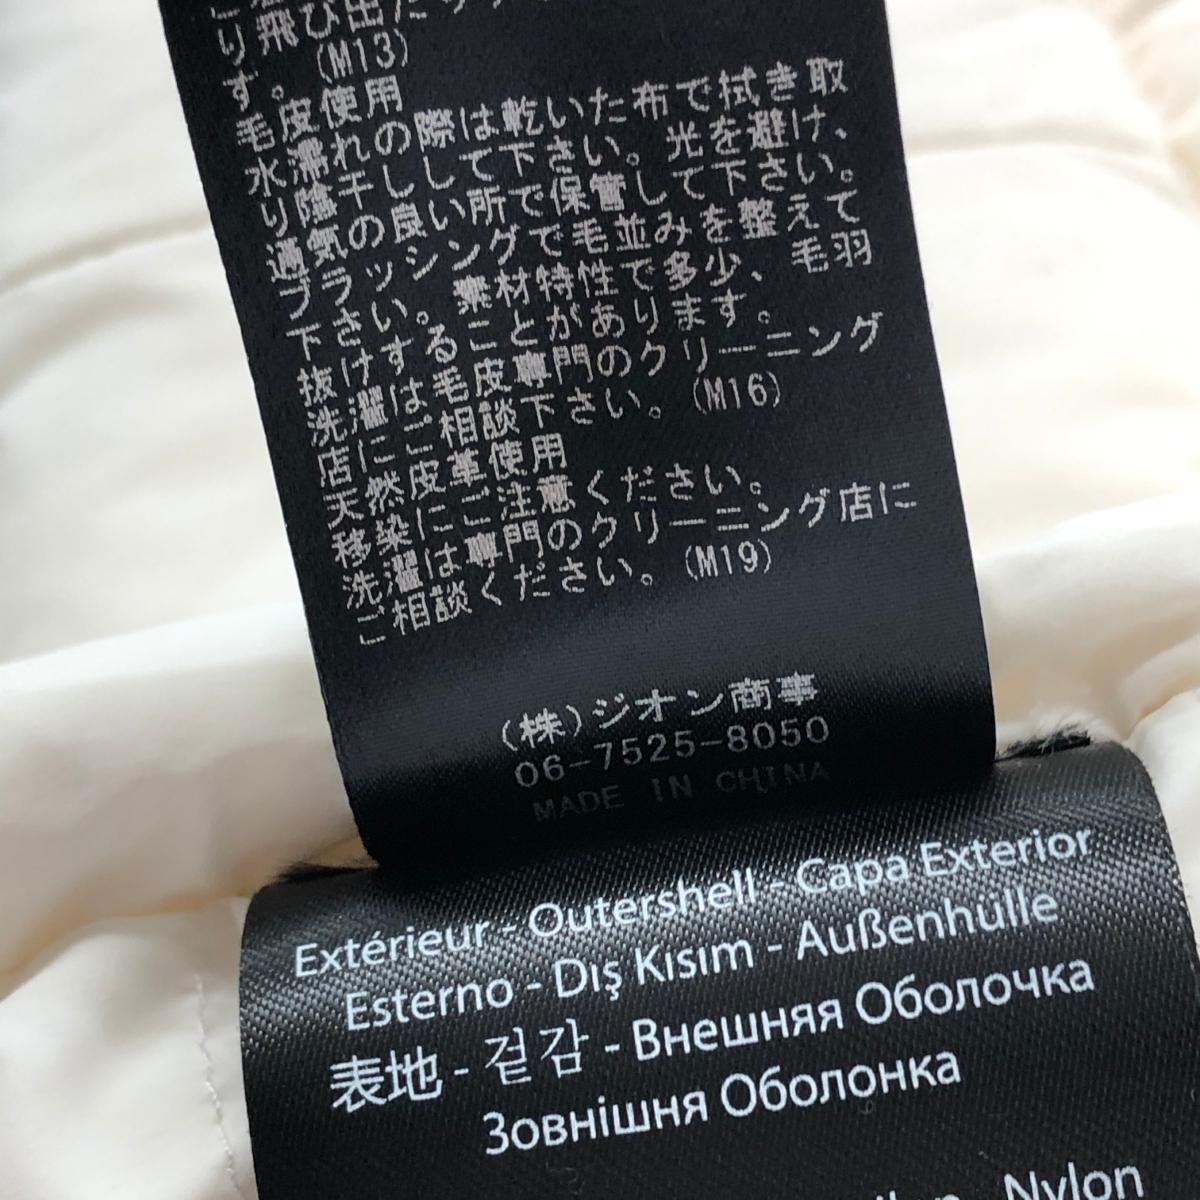 り飛び出
す。(M13)
毛皮使用
水濡れの際は乾いた布で拭き取
り陰干しして下さい。光を避け、
通気の良い所で保管して下さい。
ブラッシングで毛並みを整えて
下さい。素材特性で多少、毛羽
抜けすることがあります。
洗濯は毛皮専門のクリーニング
店にご相談下さい。(M16)
天然皮革使用
移染にご注意ください。
洗濯は専門のクリーニング店に
ご相談ください。(M19)
(株)ジオン商事
06-7525-8050
MADE IN CHINA
Extérieur - Outershell - Capa Exterior
Esterno - Dış Kısım - Außenhülle
表地 - 겉감 - Внешняя Оболочка
Зовнішня Оболонка
- Nylon